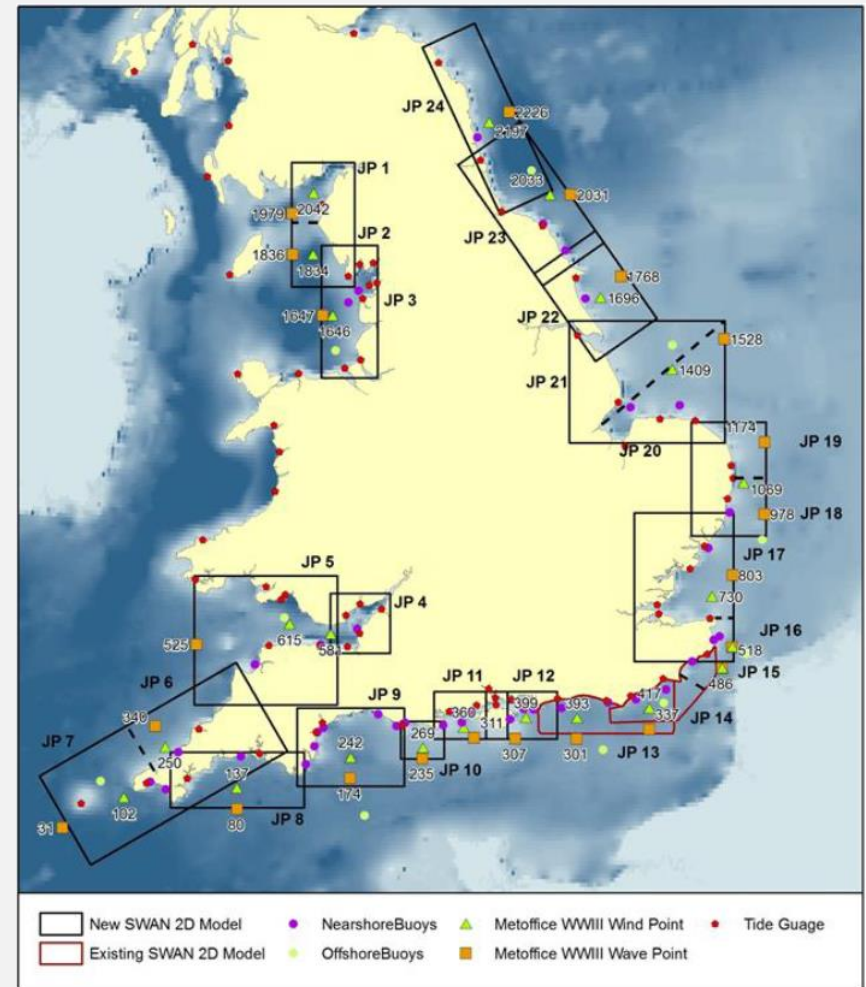 JP 24
2226
2197
2033
2031
JP 1
1979
2042
JP 2
JP 23
1836
1834
1768
JP 3
1696
1647
1646
JP 22
1528
JP 21
1409
1174
JP 19
JP 20
1069
978
JP 18
JP 17
JP 5
803
JP 4
730
615
525
JP 16
518
JP 15
486
JP 6
JP 11
JP 12
JP 9
417
340
360
399
393
JP 14
JP 7
311
337
250
269
242
307
301
JP 13
137
235
JP 10
174
102
80
JP 8
31
New SWAN 2D Model
NearshoreBuoys
Metoffice WWIII Wind Point
Tide Guage
Existing SWAN 2D Model
OffshoreBuoys
Metoffice WWIII Wave Point